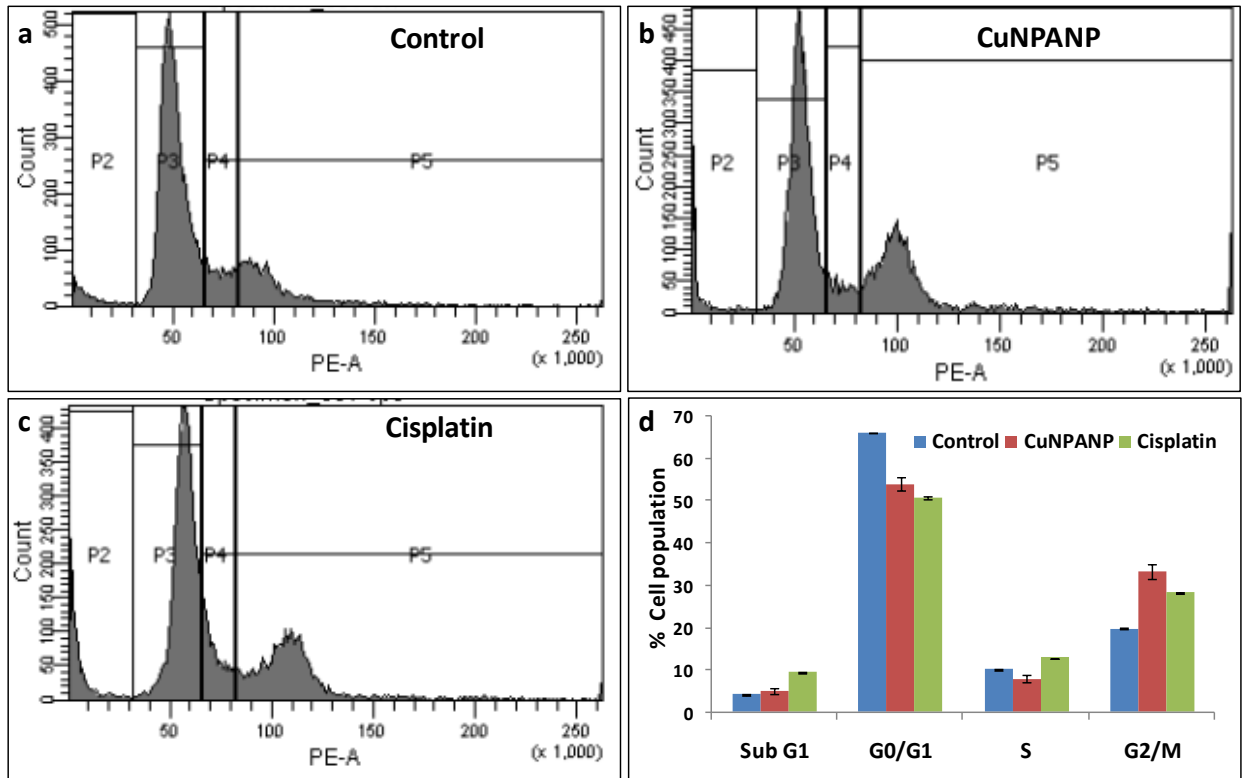 a
Control
Count
500
400
300
200
100
0
P2
P3
P4
P5
50
100
150
200
250
(x 1,000)
PE-A
b
CuNPANP
Count
450
400
350
300
250
200
150
100
50
0
P2
P3
P4
P5
50
100
150
200
250
(x 1,000)
PE-A
c
Cisplatin
Count
400
350
300
250
200
150
100
50
0
P2
P3
P4
P5
50
100
150
200
250
(x 1,000)
PE-A
d
Control CuNPANP Cisplatin
% Cell population
70
60
50
40
30
20
10
0
Sub G1 G0/G1 S G2/M